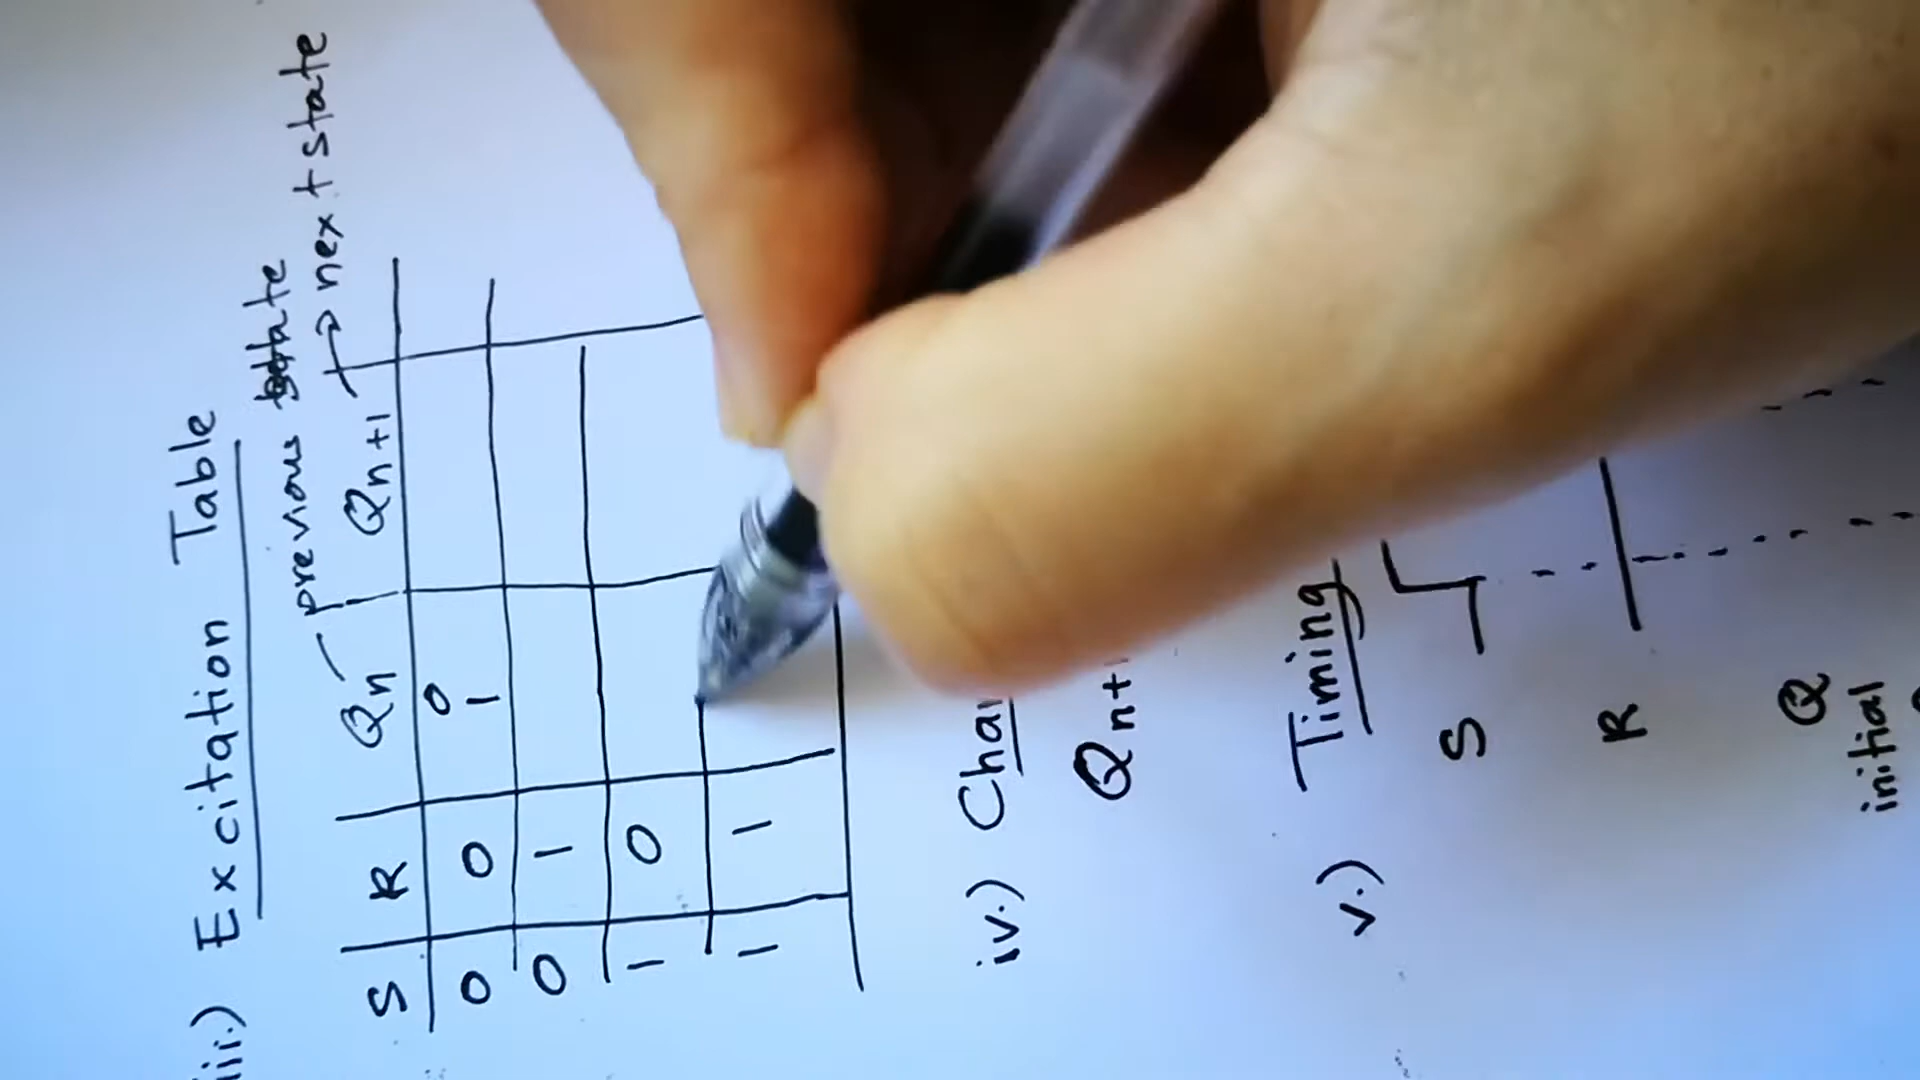 iii.) Excitation Table
previous state
next state
S R Qn Qn+1
0 0 0
1
0 1
1 0
1 1
iv.) Cha
Qn+
v.) Timing
S
R
Q
initial